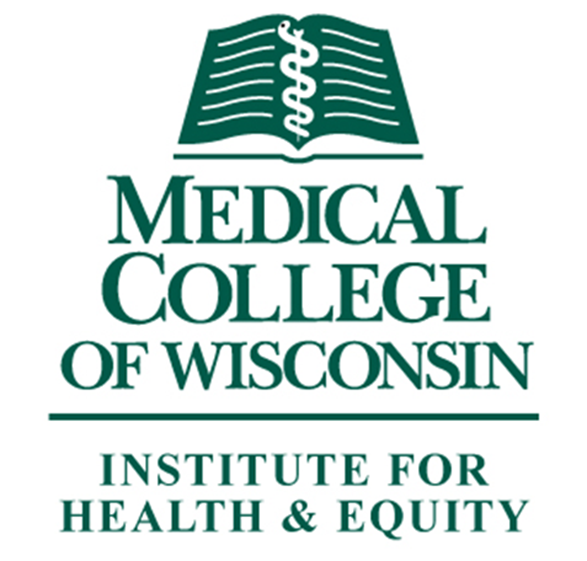 MEDICAL
COLLEGE
OF WISCONSIN
INSTITUTE FOR
HEALTH & EQUITY